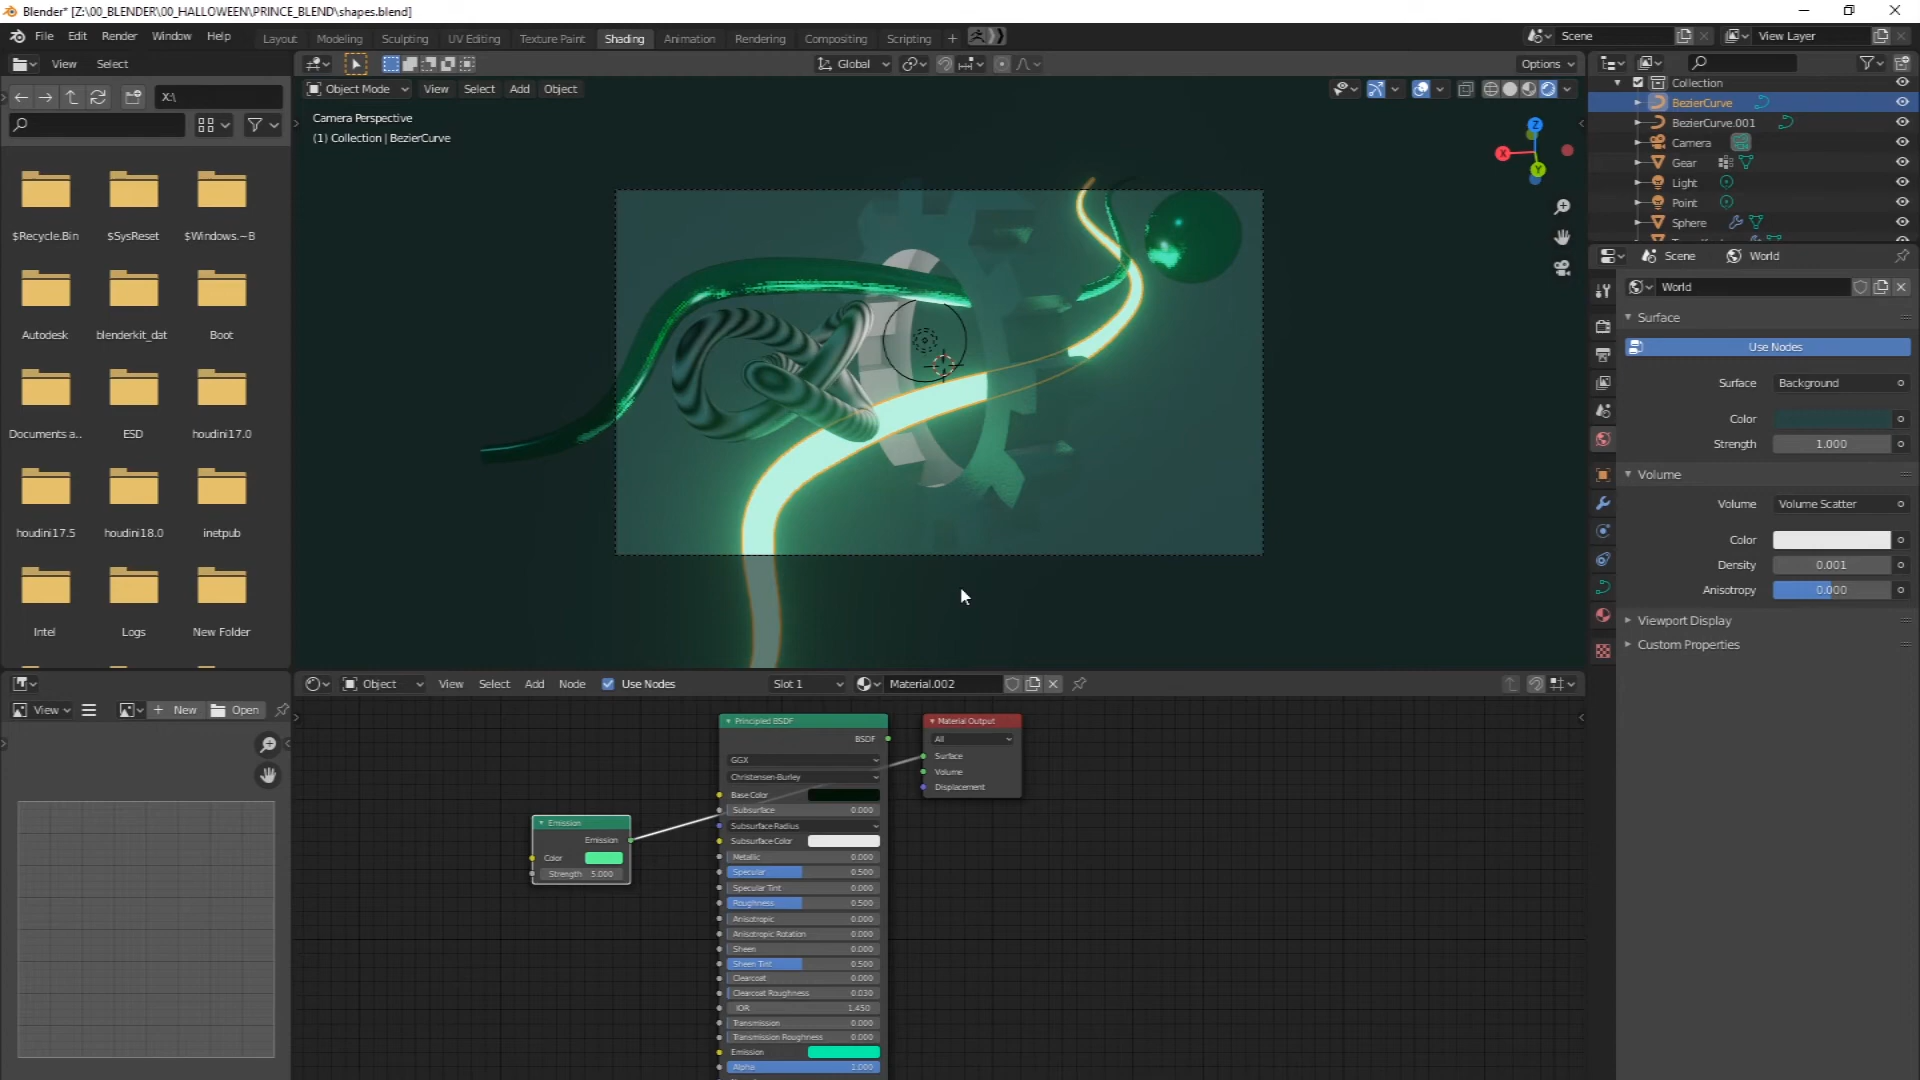 Blender* [Z:\00_BLENDER\00_HALLOWEEN\PRINCE_BLEND\shapes.blend]
File Edit Render Window Help
Layout Modeling Sculpting UV Editing Texture Paint Shading Animation Rendering Compositing Scripting
Scene View Layer
View Select
Global Options
X:\
Object Mode View Select Add Object
Camera Perspective
(1) Collection | BezierCurve
Z
X
Y
Collection
BezierCurve
BezierCurve.001
Camera
Gear
Light
Point
Sphere
$Recycle.Bin $SysReset $Windows.~B
Autodesk blenderkit_dat Boot
Documents a.. ESD houdini17.0
houdini17.5 houdini18.0 inetpub
Intel Logs New Folder
Scene World
World
Surface
Use Nodes
Surface Background
Color
Strength 1.000
Volume
Volume Volume Scatter
Color
Density 0.001
Anisotropy 0.000
Viewport Display
Custom Properties
Object View Select Add Node Use Nodes Slot 1 Material.002
View New Open
Principled BSDF
BSDF
GGX
Christensen-Burley
Base Color
Subsurface 0.000
Subsurface Radius
Subsurface Color
Metallic 0.000
Specular 0.500
Specular Tint 0.000
Roughness 0.500
Anisotropic 0.000
Anisotropic Rotation 0.000
Sheen 0.000
Sheen Tint 0.500
Clearcoat 0.000
Clearcoat Roughness 0.030
IOR 1.450
Transmission 0.000
Transmission Roughness 0.000
Emission
Alpha 1.000
Material Output
All
Surface
Volume
Displacement
Emission
Emission
Color
Strength 5.000